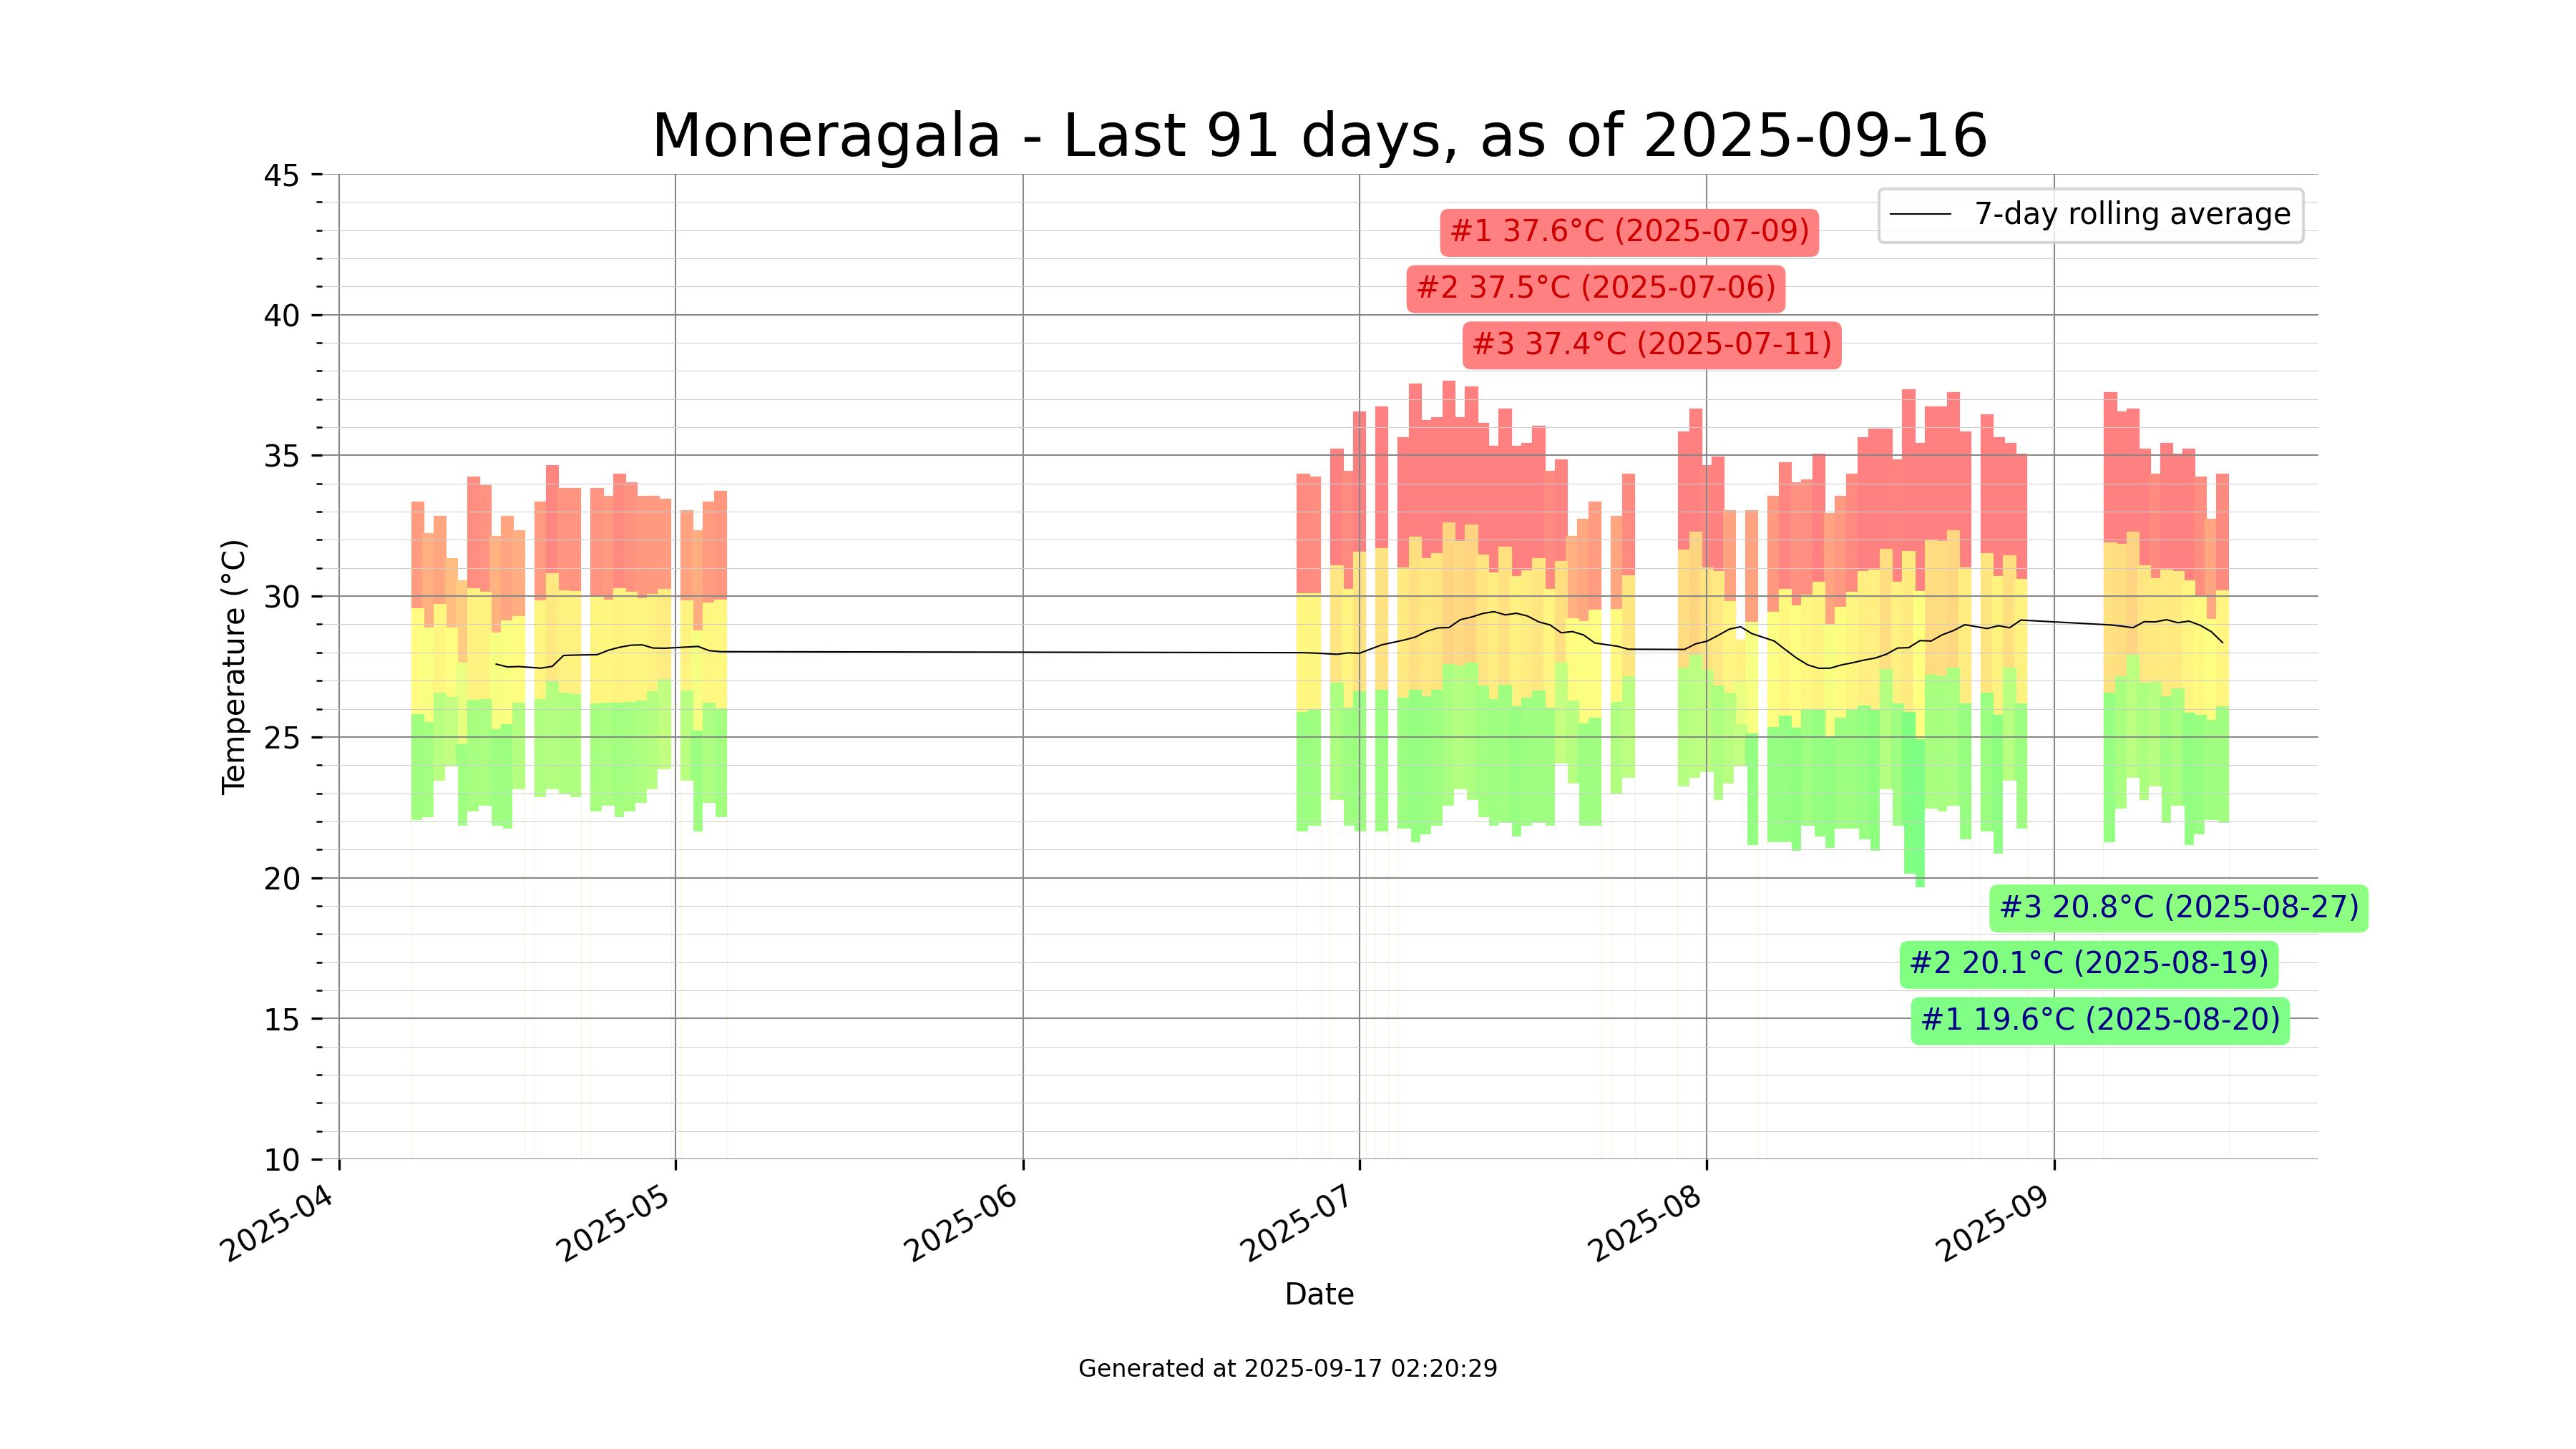 Moneragala - Last 91 days, as of 2025-09-16
7-day rolling average
#1 37.6°C (2025-07-09)
#2 37.5°C (2025-07-06)
#3 37.4°C (2025-07-11)
Temperature (°C)
45
40
35
30
25
20
15
10
#3 20.8°C (2025-08-27)
#2 20.1°C (2025-08-19)
#1 19.6°C (2025-08-20)
2025-04
2025-05
2025-06
2025-07
2025-08
2025-09
Date
Generated at 2025-09-17 02:20:29